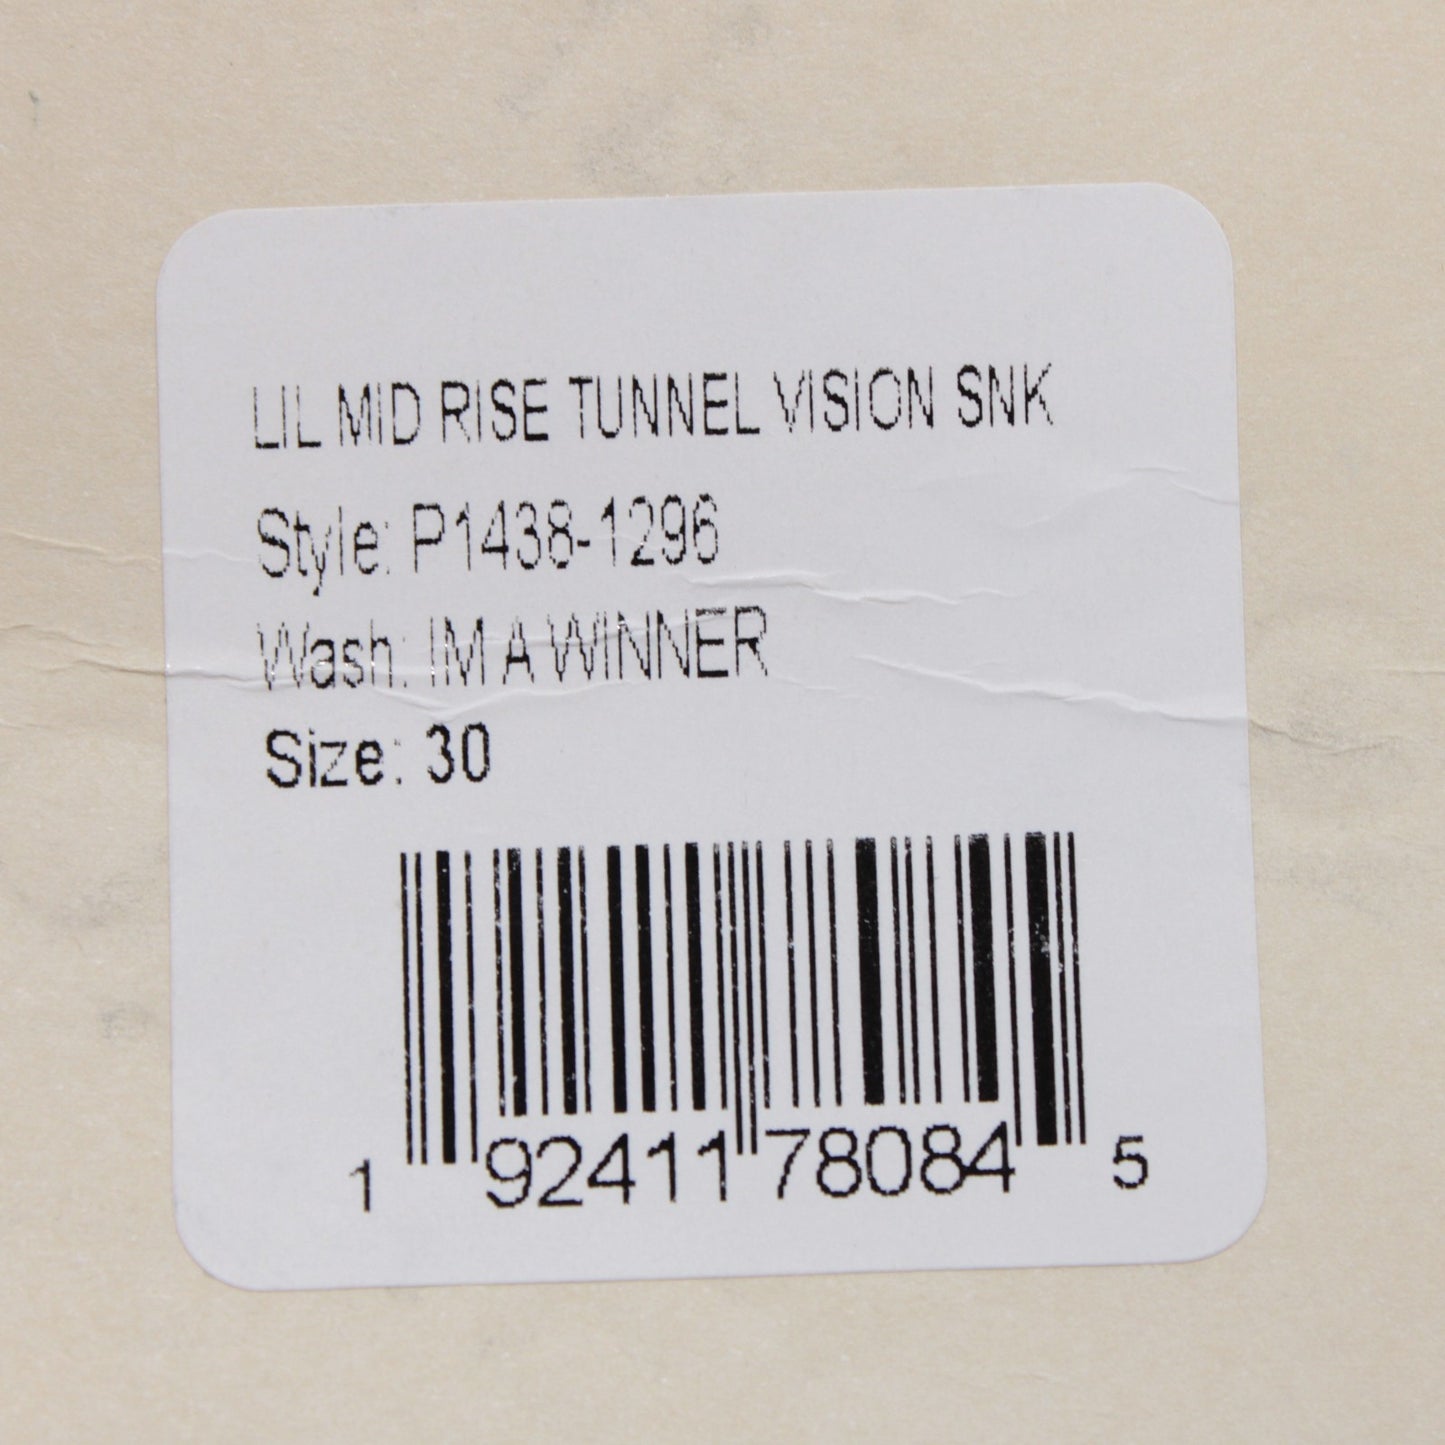 LIL MID RISE TUNNEL VISION SNK
Style: P1438-1296
Wash: IM A WINNER
Size: 30
1 92411 78084 5